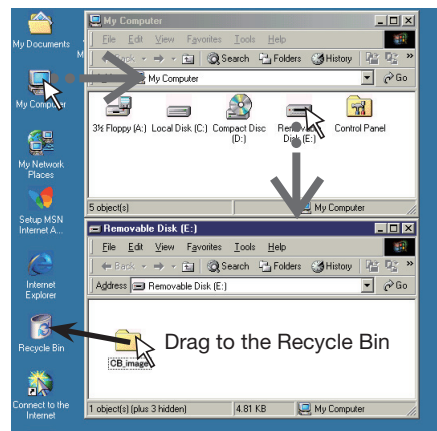 My Documents
My Computer
My Network
Places
Setup MSN
Internet A...
Internet
Explorer
Recycle Bin
Connect to the
Internet
My Computer
File Edit View Favorites Tools Help
Back Search Folders History »
My Computer Go
3½ Floppy (A:) Local Disk (C:) Compact Disc Removable Control Panel
(D:) Disk (E:)
5 object(s) My Computer
Removable Disk (E:)
File Edit View Favorites Tools Help
Back Search Folders History »
Address Removable Disk (E:) Go
Drag to the Recycle Bin
CB_image
1 object(s) (plus 3 hidden) 4.81 KB My Computer